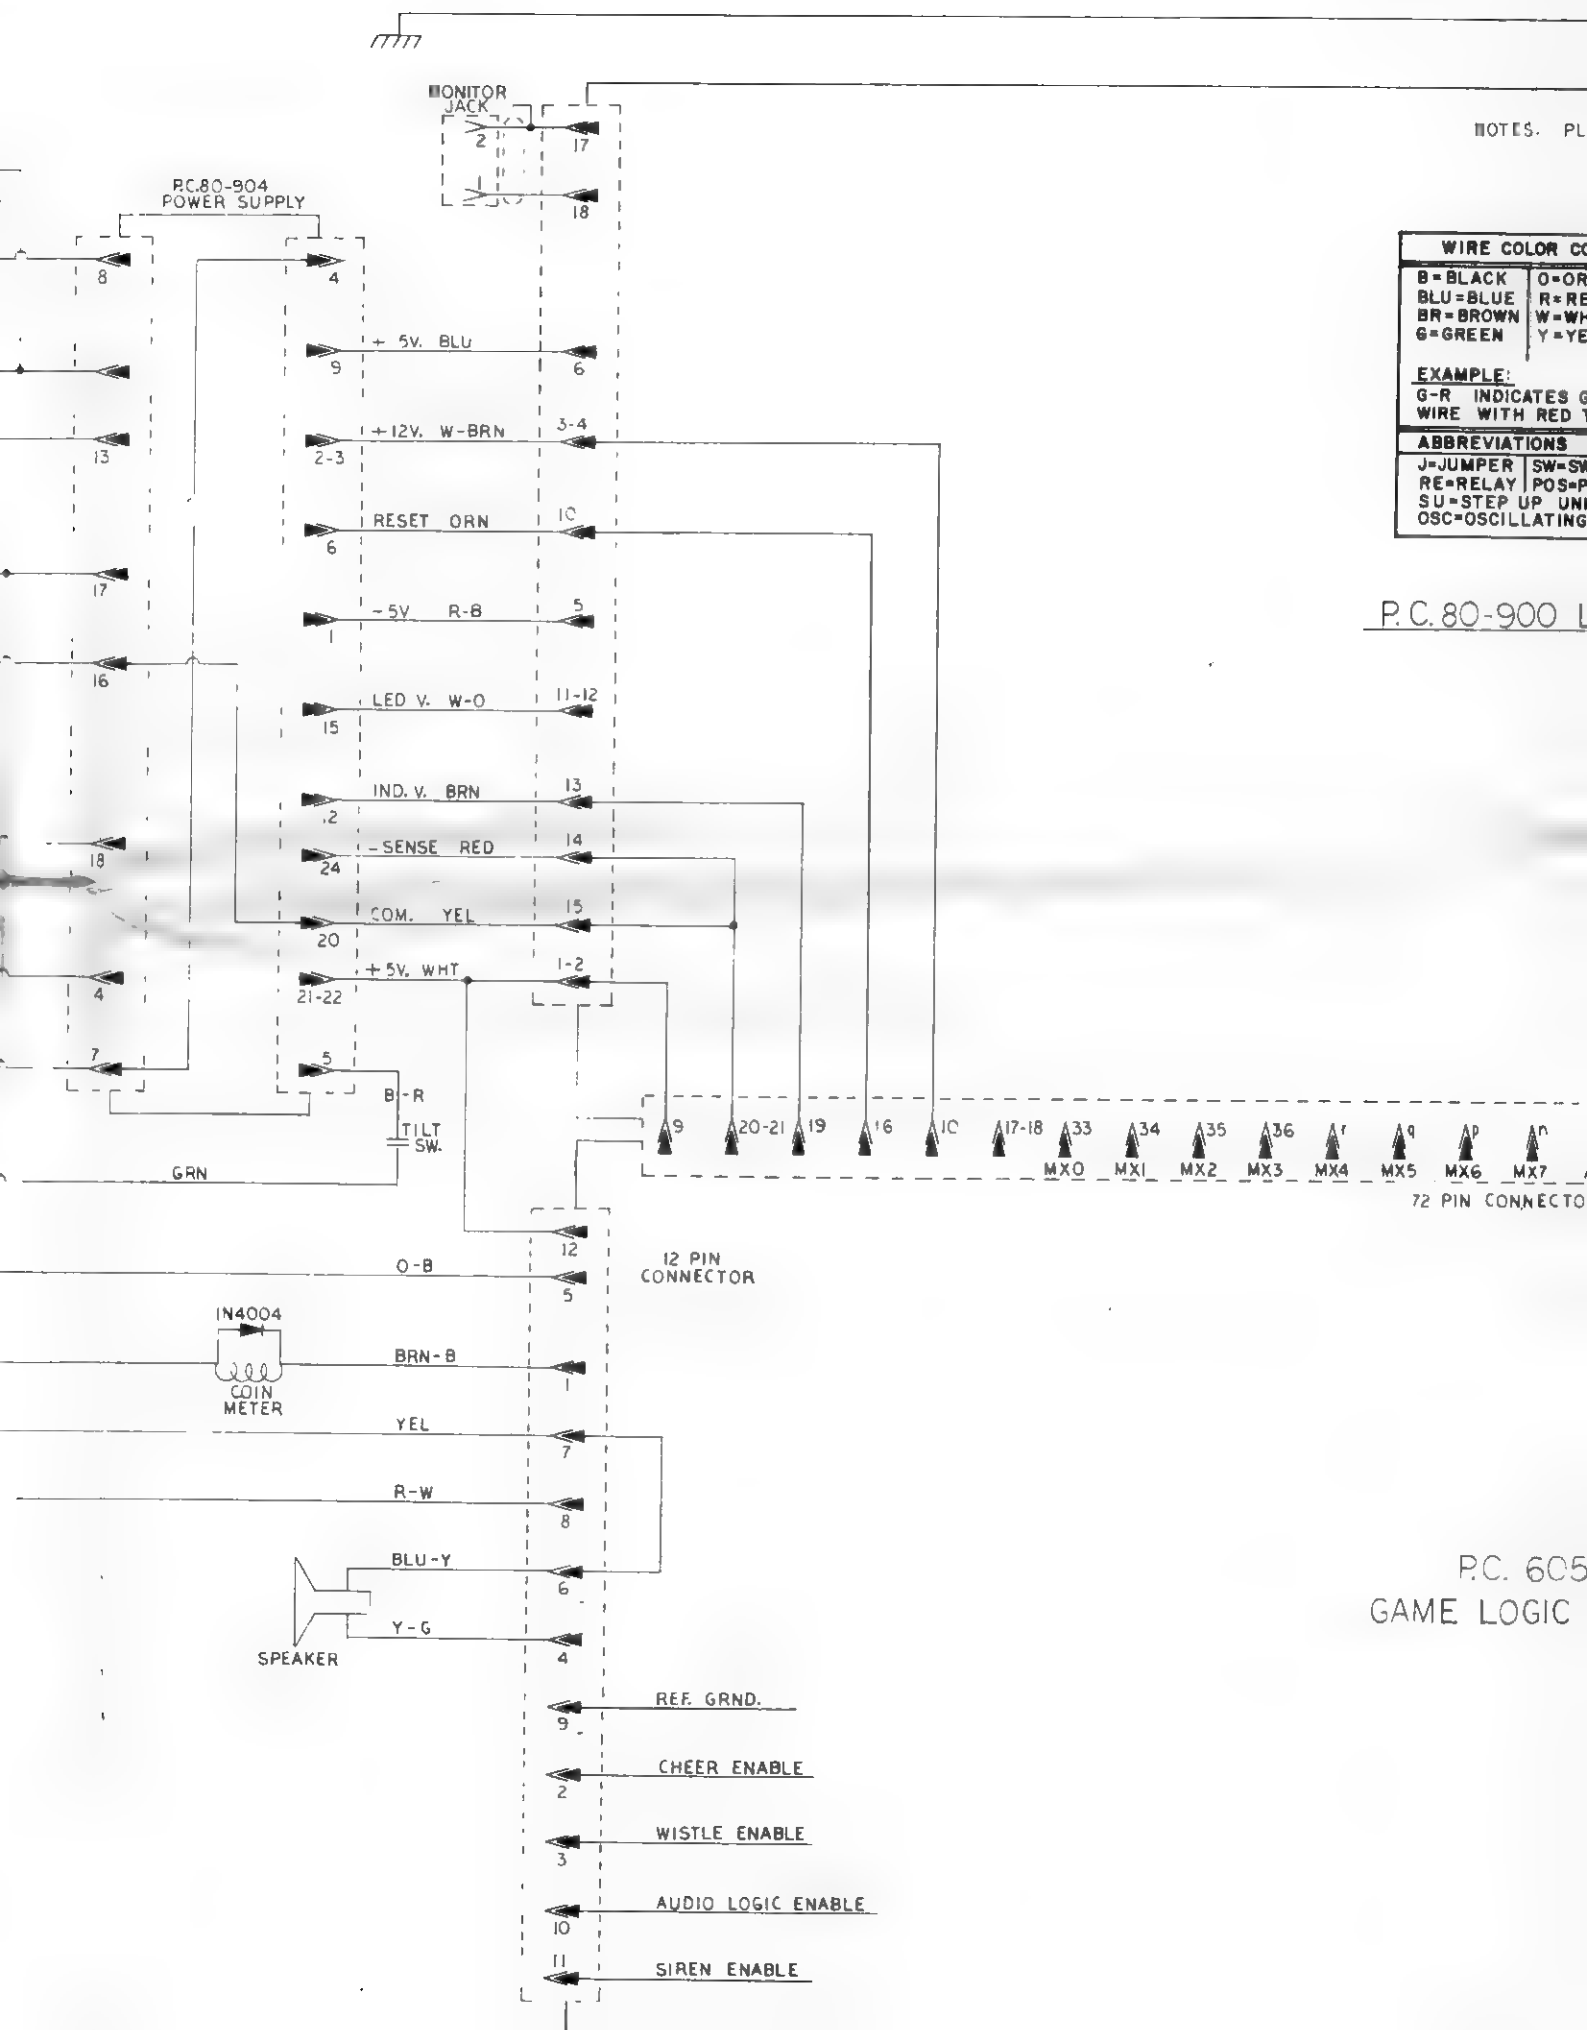 MONITOR
JACK
2
17
1
18
NOTES. PL
P.C.80-904
POWER SUPPLY
8
4
WIRE COLOR CO
B=BLACK O=OR
BLU=BLUE R=RE
BR=BROWN W=WH
G=GREEN Y=YE
EXAMPLE:
G-R INDICATES G
WIRE WITH RED T
ABBREVIATIONS
J=JUMPER SW=SW
RE=RELAY POS=P
SU=STEP UP UNI
OSC=OSCILLATING
9
+ 5V. BLU
6
13
2-3
+12V. W-BRN
3-4
6
RESET ORN
10
17
1
-5V R-B
5
P.C.80-900 L
16
15
LED V. W-O
11-12
12
IND. V. BRN
13
18
24
-SENSE RED
14
20
COM. YEL
15
4
21-22
+5V. WHT
1-2
7
5
B-R
TILT
SW.
GRN
9
20-21
19
16
10
17-18
33
34
35
36
r
q
p
n
MX0 MX1 MX2 MX3 MX4 MX5 MX6 MX7
72 PIN CONNECTO
12
12 PIN
CONNECTOR
O-B
5
IN4004
COIN
METER
BRN-B
1
YEL
7
R-W
8
BLU-Y
6
SPEAKER
Y-G
4
P.C. 605
GAME LOGIC
REF. GRND.
9
CHEER ENABLE
2
WISTLE ENABLE
3
AUDIO LOGIC ENABLE
10
11
SIREN ENABLE